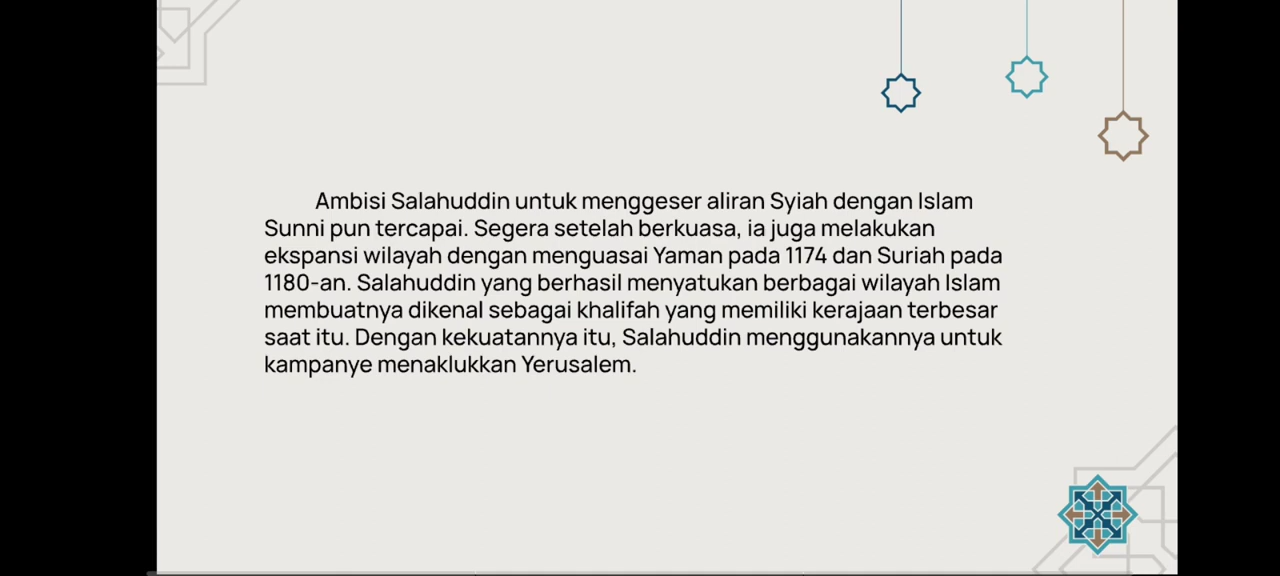 Ambisi Salahuddin untuk menggeser aliran Syiah dengan Islam
Sunni pun tercapai. Segera setelah berkuasa, ia juga melakukan
ekspansi wilayah dengan menguasai Yaman pada 1174 dan Suriah pada
1180-an. Salahuddin yang berhasil menyatukan berbagai wilayah Islam
membuatnya dikenal sebagai khalifah yang memiliki kerajaan terbesar
saat itu. Dengan kekuatannya itu, Salahuddin menggunakannya untuk
kampanye menaklukkan Yerusalem.